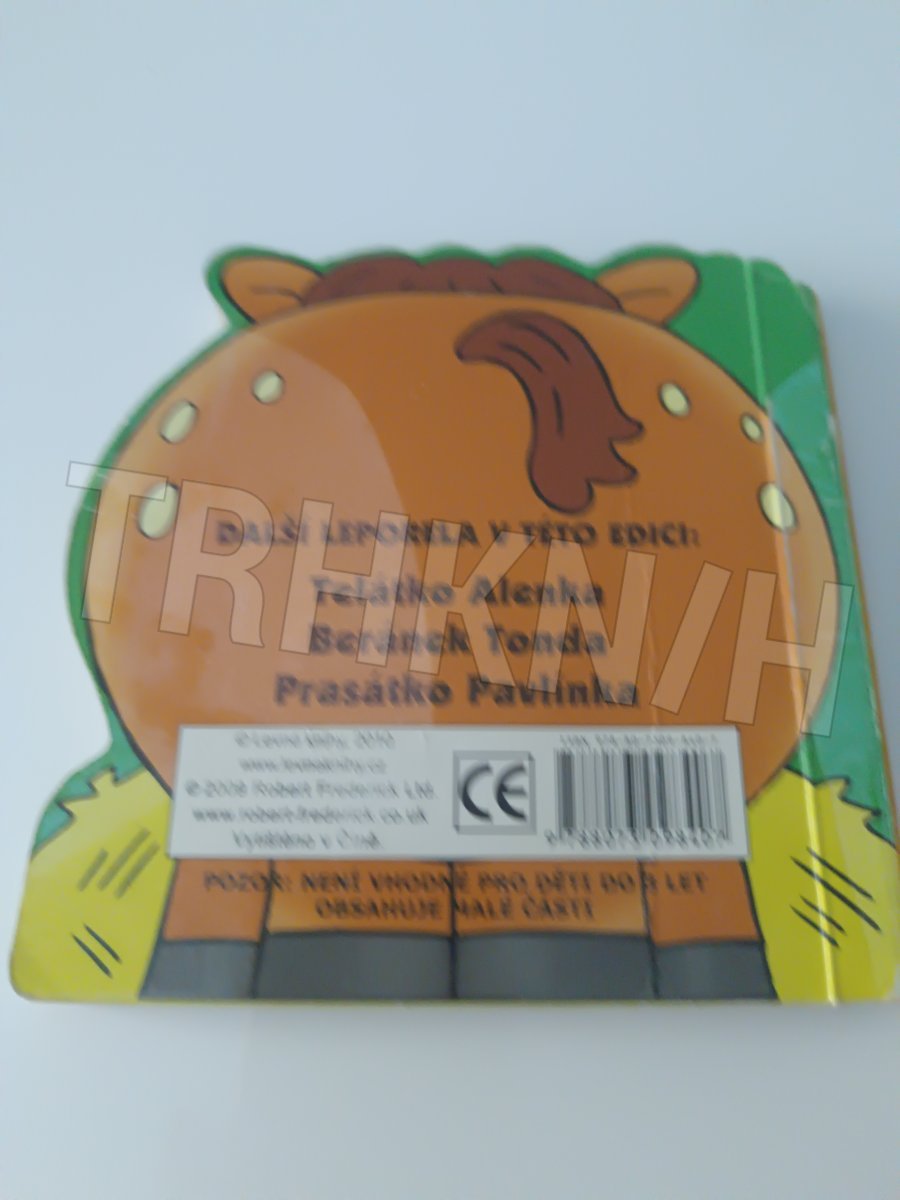 DALŠÍ LEPORELA V TÉTO EDICI:
Telátko Alenka
Beránek Tonda
Prasátko Pavlínka
TRHKNIH
© Levné knihy, 2010
www.levneknihy.cz
© 2008 Robert Frederick Ltd.
www.robert-frederick.co.uk
Vyrobeno v Číně.
CE
POZOR: NENÍ VHODNÉ PRO DĚTI DO 3 LET
OBSAHUJE MALÉ ČÁSTI